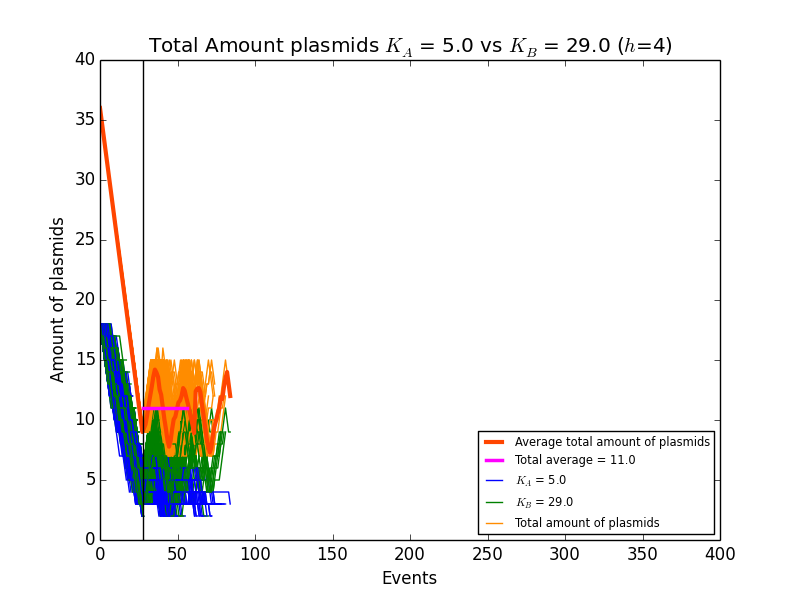 Total Amount plasmids K_A = 5.0 vs K_B = 29.0 (h=4)
40
35
30
25
20
15
10
5
0
Amount of plasmids
Average total amount of plasmids
Total average = 11.0
K_A = 5.0
K_B = 29.0
Total amount of plasmids
0 50 100 150 200 250 300 350 400
Events